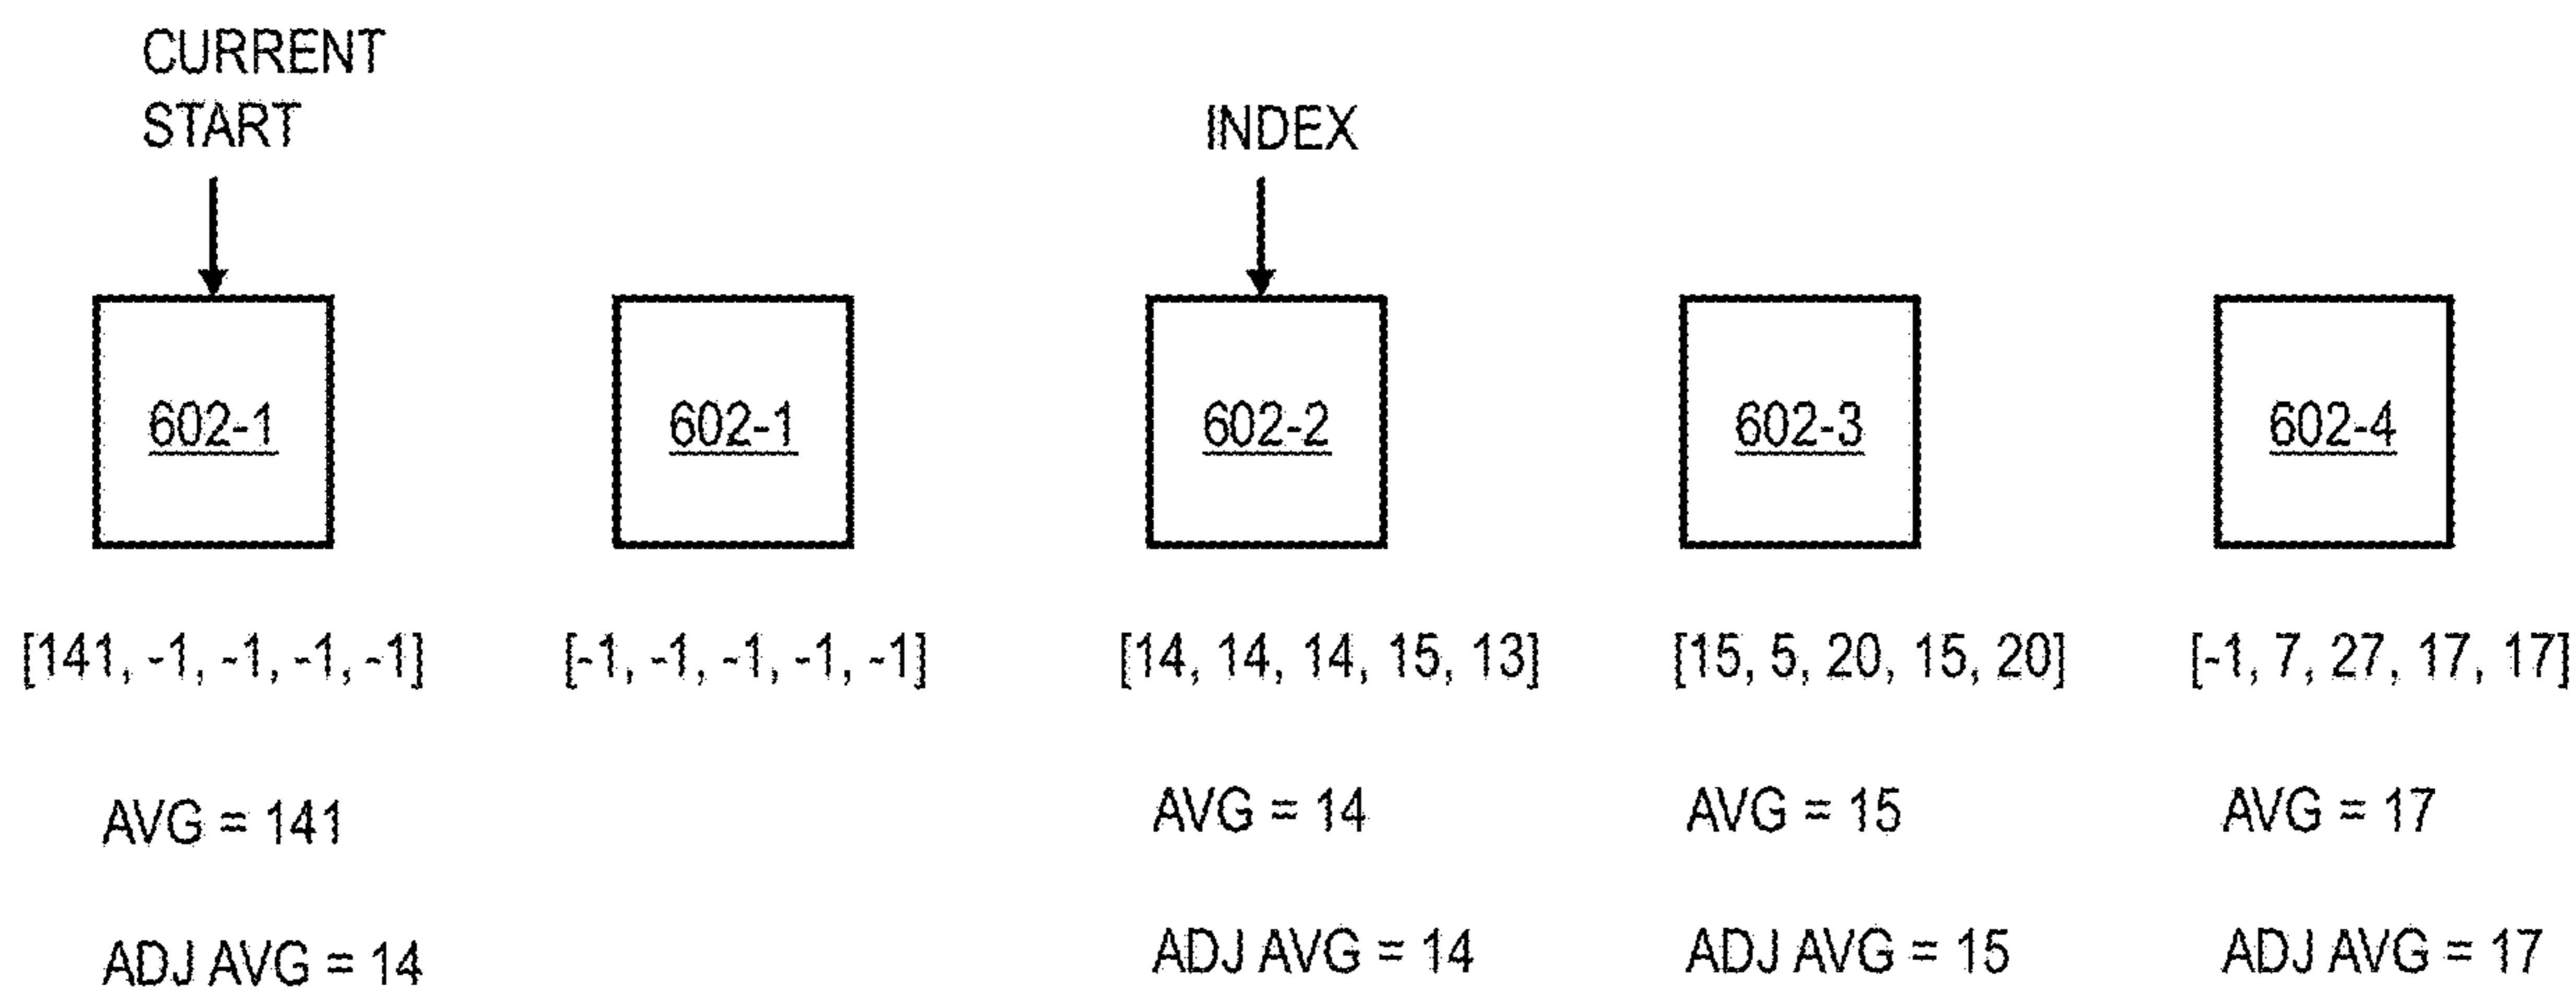 CURRENT
START
INDEX
602-1
602-1
602-2
602-3
602-4
[141, -1, -1, -1, -1]
[-1, -1, -1, -1, -1]
[14, 14, 14, 15, 13]
[15, 5, 20, 15, 20]
[-1, 7, 27, 17, 17]
AVG = 141
AVG = 14
AVG = 15
AVG = 17
ADJ AVG = 14
ADJ AVG = 14
ADJ AVG = 15
ADJ AVG = 17